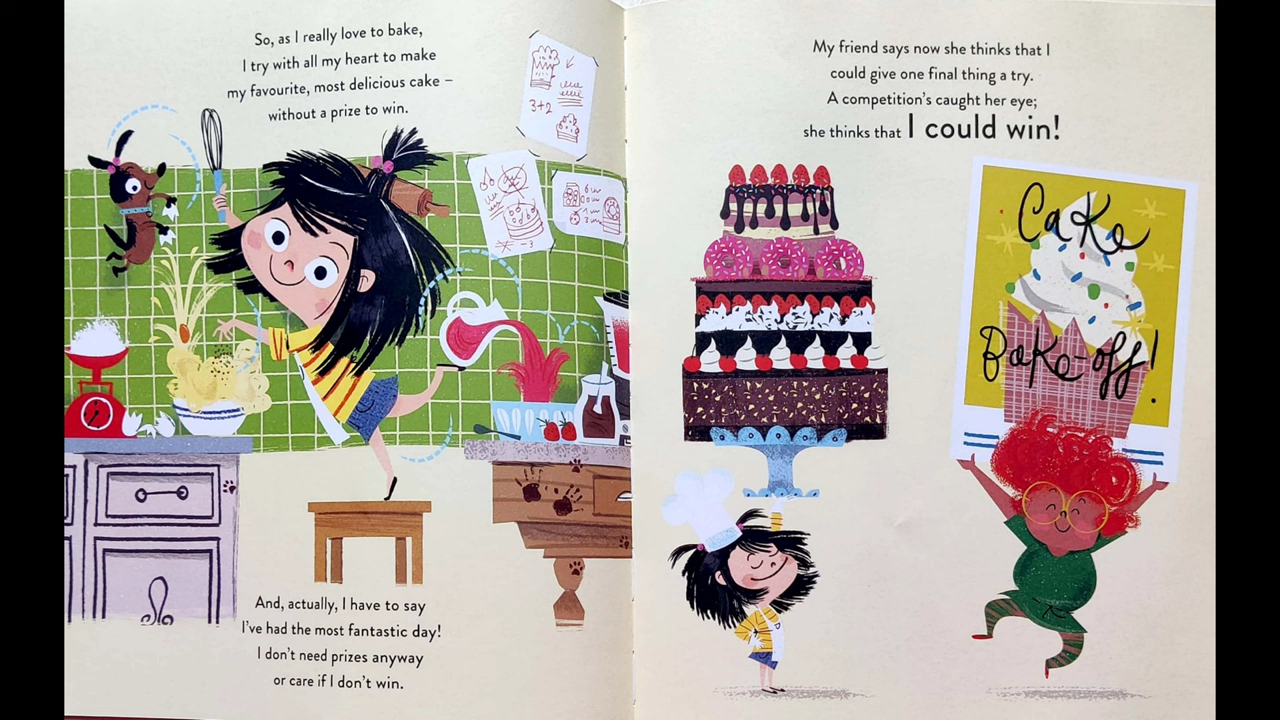 So, as I really love to bake,
I try with all my heart to make
my favourite, most delicious cake –
without a prize to win.
3+2
And, actually, I have to say
I've had the most fantastic day!
I don't need prizes anyway
or care if I don't win.
My friend says now she thinks that I
could give one final thing a try.
A competition's caught her eye;
she thinks that I could win!
Cake
Bake-off!